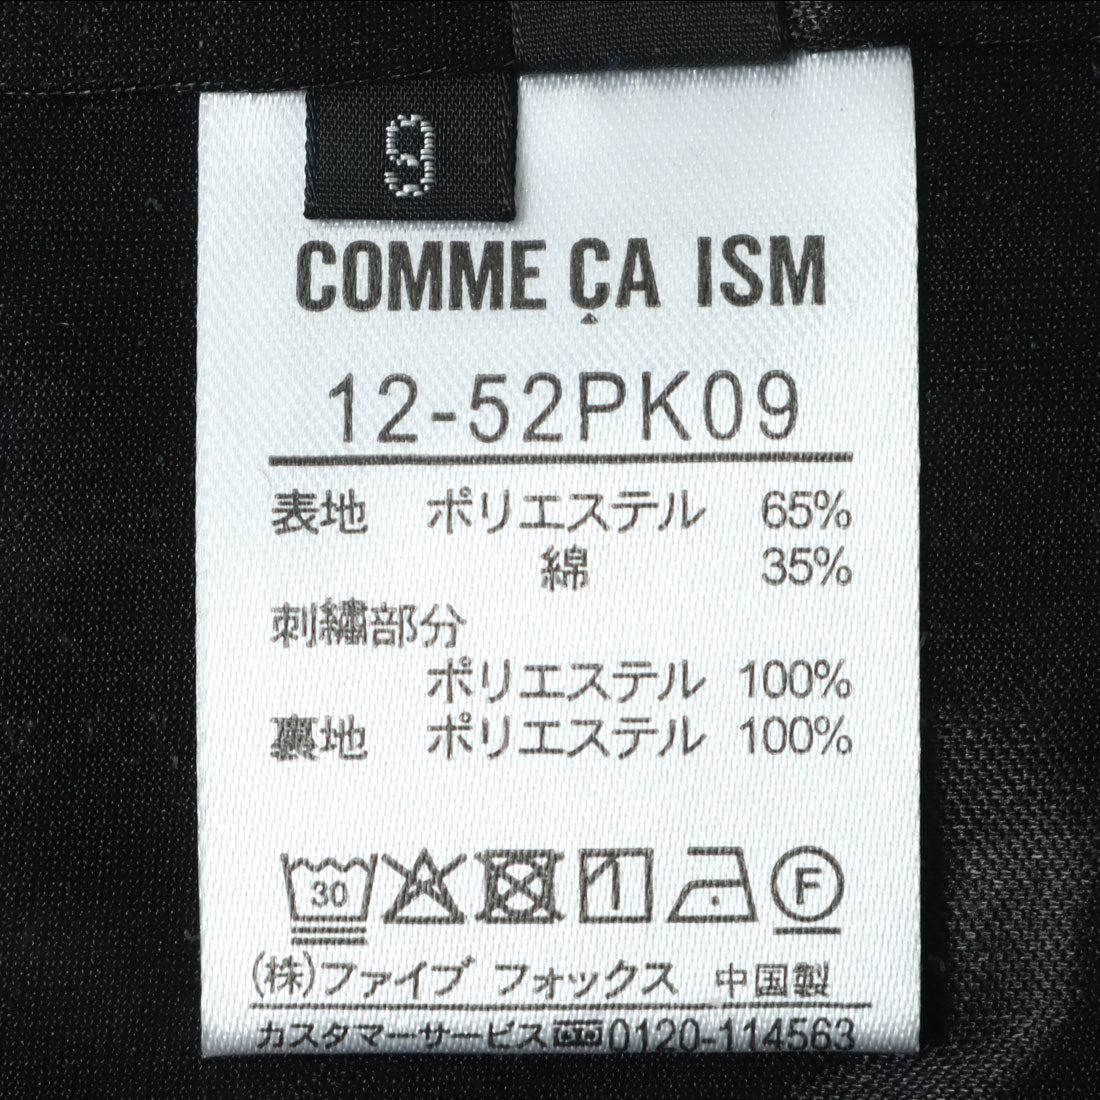 9
COMME ÇA ISM
12-52PK09
表地 ポリエステル 65%
綿 35%
刺繍部分
ポリエステル 100%
裏地 ポリエステル 100%
30 F
(株)ファイブ フォックス 中国製
カスタマーサービス 0120-114563